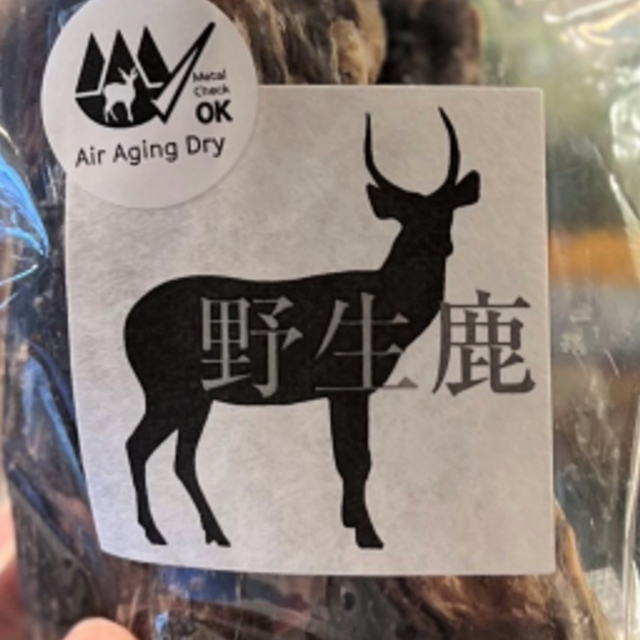 Metal
Check
OK
Air Aging Dry
野生鹿